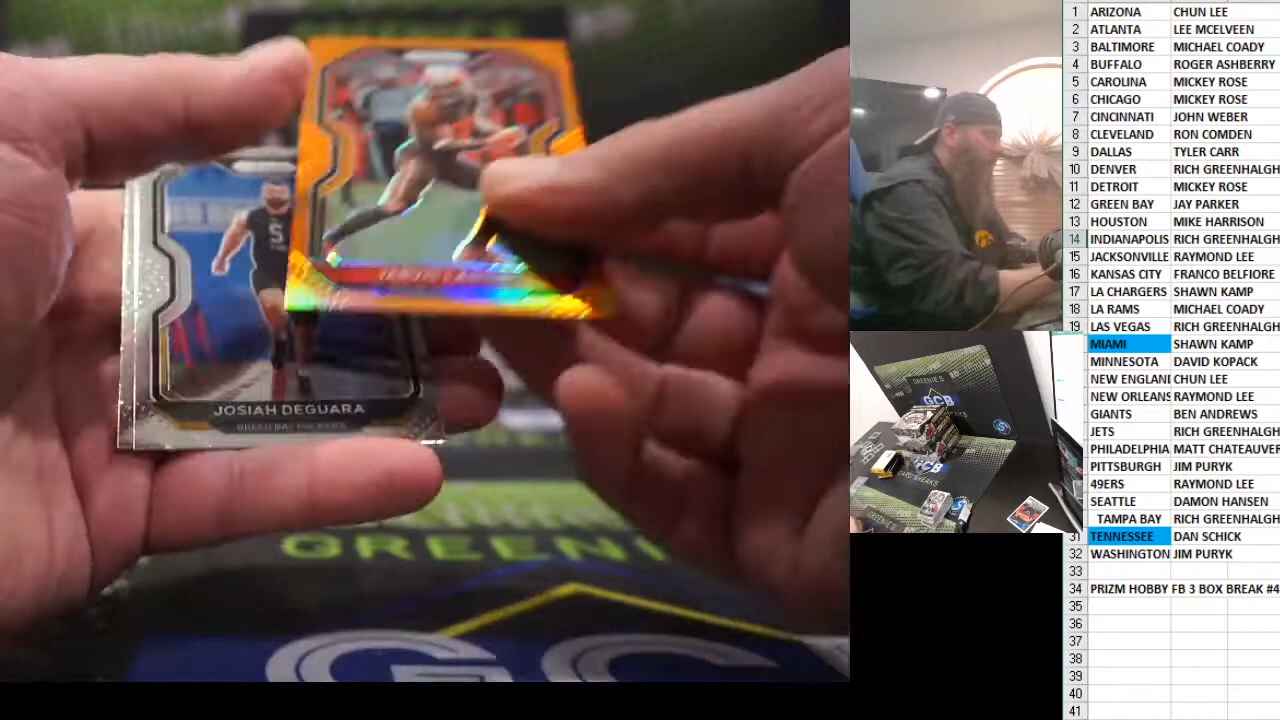 JOSIAH DEGUARA
GREEN BAY PACKERS
S
GREENI
GREENIE'S
GCB
GCB
CARD BREAKS
1 ARIZONA CHUN LEE
2 ATLANTA LEE MCELVEEN
3 BALTIMORE MICHAEL COADY
4 BUFFALO ROGER ASHBERRY
5 CAROLINA MICKEY ROSE
6 CHICAGO MICKEY ROSE
7 CINCINNATI JOHN WEBER
8 CLEVELAND RON COMDEN
9 DALLAS TYLER CARR
10 DENVER RICH GREENHALGH
11 DETROIT MICKEY ROSE
12 GREEN BAY JAY PARKER
13 HOUSTON MIKE HARRISON
14 INDIANAPOLIS RICH GREENHALGH
15 JACKSONVILLE RAYMOND LEE
16 KANSAS CITY FRANCO BELFIORE
17 LA CHARGERS SHAWN KAMP
18 LA RAMS MICHAEL COADY
19 LAS VEGAS RICH GREENHALGH
MIAMI SHAWN KAMP
MINNESOTA DAVID KOPACK
NEW ENGLAND CHUN LEE
NEW ORLEANS RAYMOND LEE
GIANTS BEN ANDREWS
JETS RICH GREENHALGH
PHILADELPHIA MATT CHATEAUVER
PITTSBURGH JIM PURYK
49ERS RAYMOND LEE
SEATTLE DAMON HANSEN
TAMPA BAY RICH GREENHALGH
31 TENNESSEE DAN SCHICK
32 WASHINGTON JIM PURYK
33
34 PRIZM HOBBY FB 3 BOX BREAK #4
35
36
37
38
39
40
41